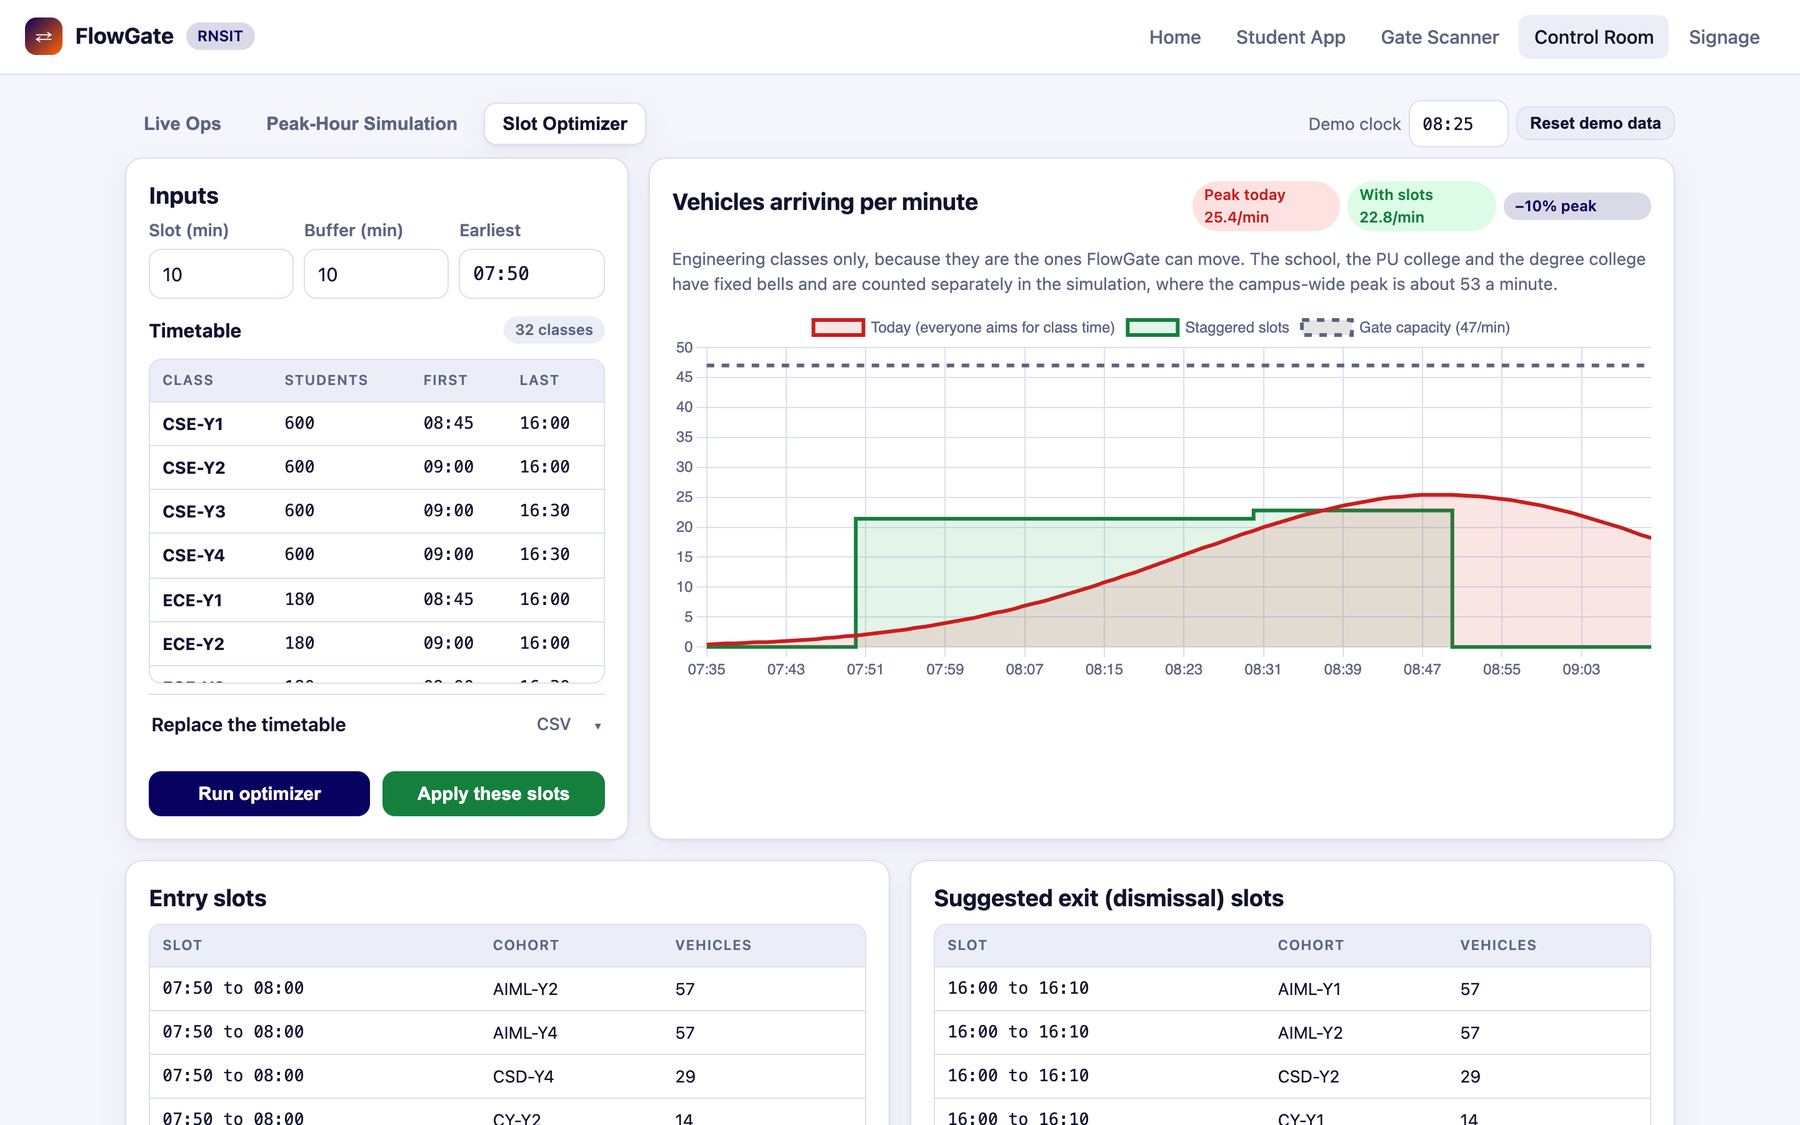 FlowGate RNSIT
Home Student App Gate Scanner Control Room Signage
Live Ops Peak-Hour Simulation Slot Optimizer Demo clock 08:25 Reset demo data
Inputs
Slot (min) Buffer (min) Earliest
10 10 07:50
Timetable 32 classes
CLASS STUDENTS FIRST LAST
CSE-Y1 600 08:45 16:00
CSE-Y2 600 09:00 16:00
CSE-Y3 600 09:00 16:30
CSE-Y4 600 09:00 16:30
ECE-Y1 180 08:45 16:00
ECE-Y2 180 09:00 16:00
Replace the timetable CSV
Run optimizer Apply these slots
Vehicles arriving per minute
Peak today
25.4/min
With slots
22.8/min
−10% peak
Engineering classes only, because they are the ones FlowGate can move. The school, the PU college and the degree college
have fixed bells and are counted separately in the simulation, where the campus-wide peak is about 53 a minute.
Today (everyone aims for class time) Staggered slots Gate capacity (47/min)
50
45
40
35
30
25
20
15
10
5
0
07:35 07:43 07:51 07:59 08:07 08:15 08:23 08:31 08:39 08:47 08:55 09:03
Entry slots
SLOT COHORT VEHICLES
07:50 to 08:00 AIML-Y2 57
07:50 to 08:00 AIML-Y4 57
07:50 to 08:00 CSD-Y4 29
07:50 to 08:00 CY-Y2 14
Suggested exit (dismissal) slots
SLOT COHORT VEHICLES
16:00 to 16:10 AIML-Y1 57
16:00 to 16:10 AIML-Y2 57
16:00 to 16:10 CSD-Y2 29
16:00 to 16:10 CY-Y1 14